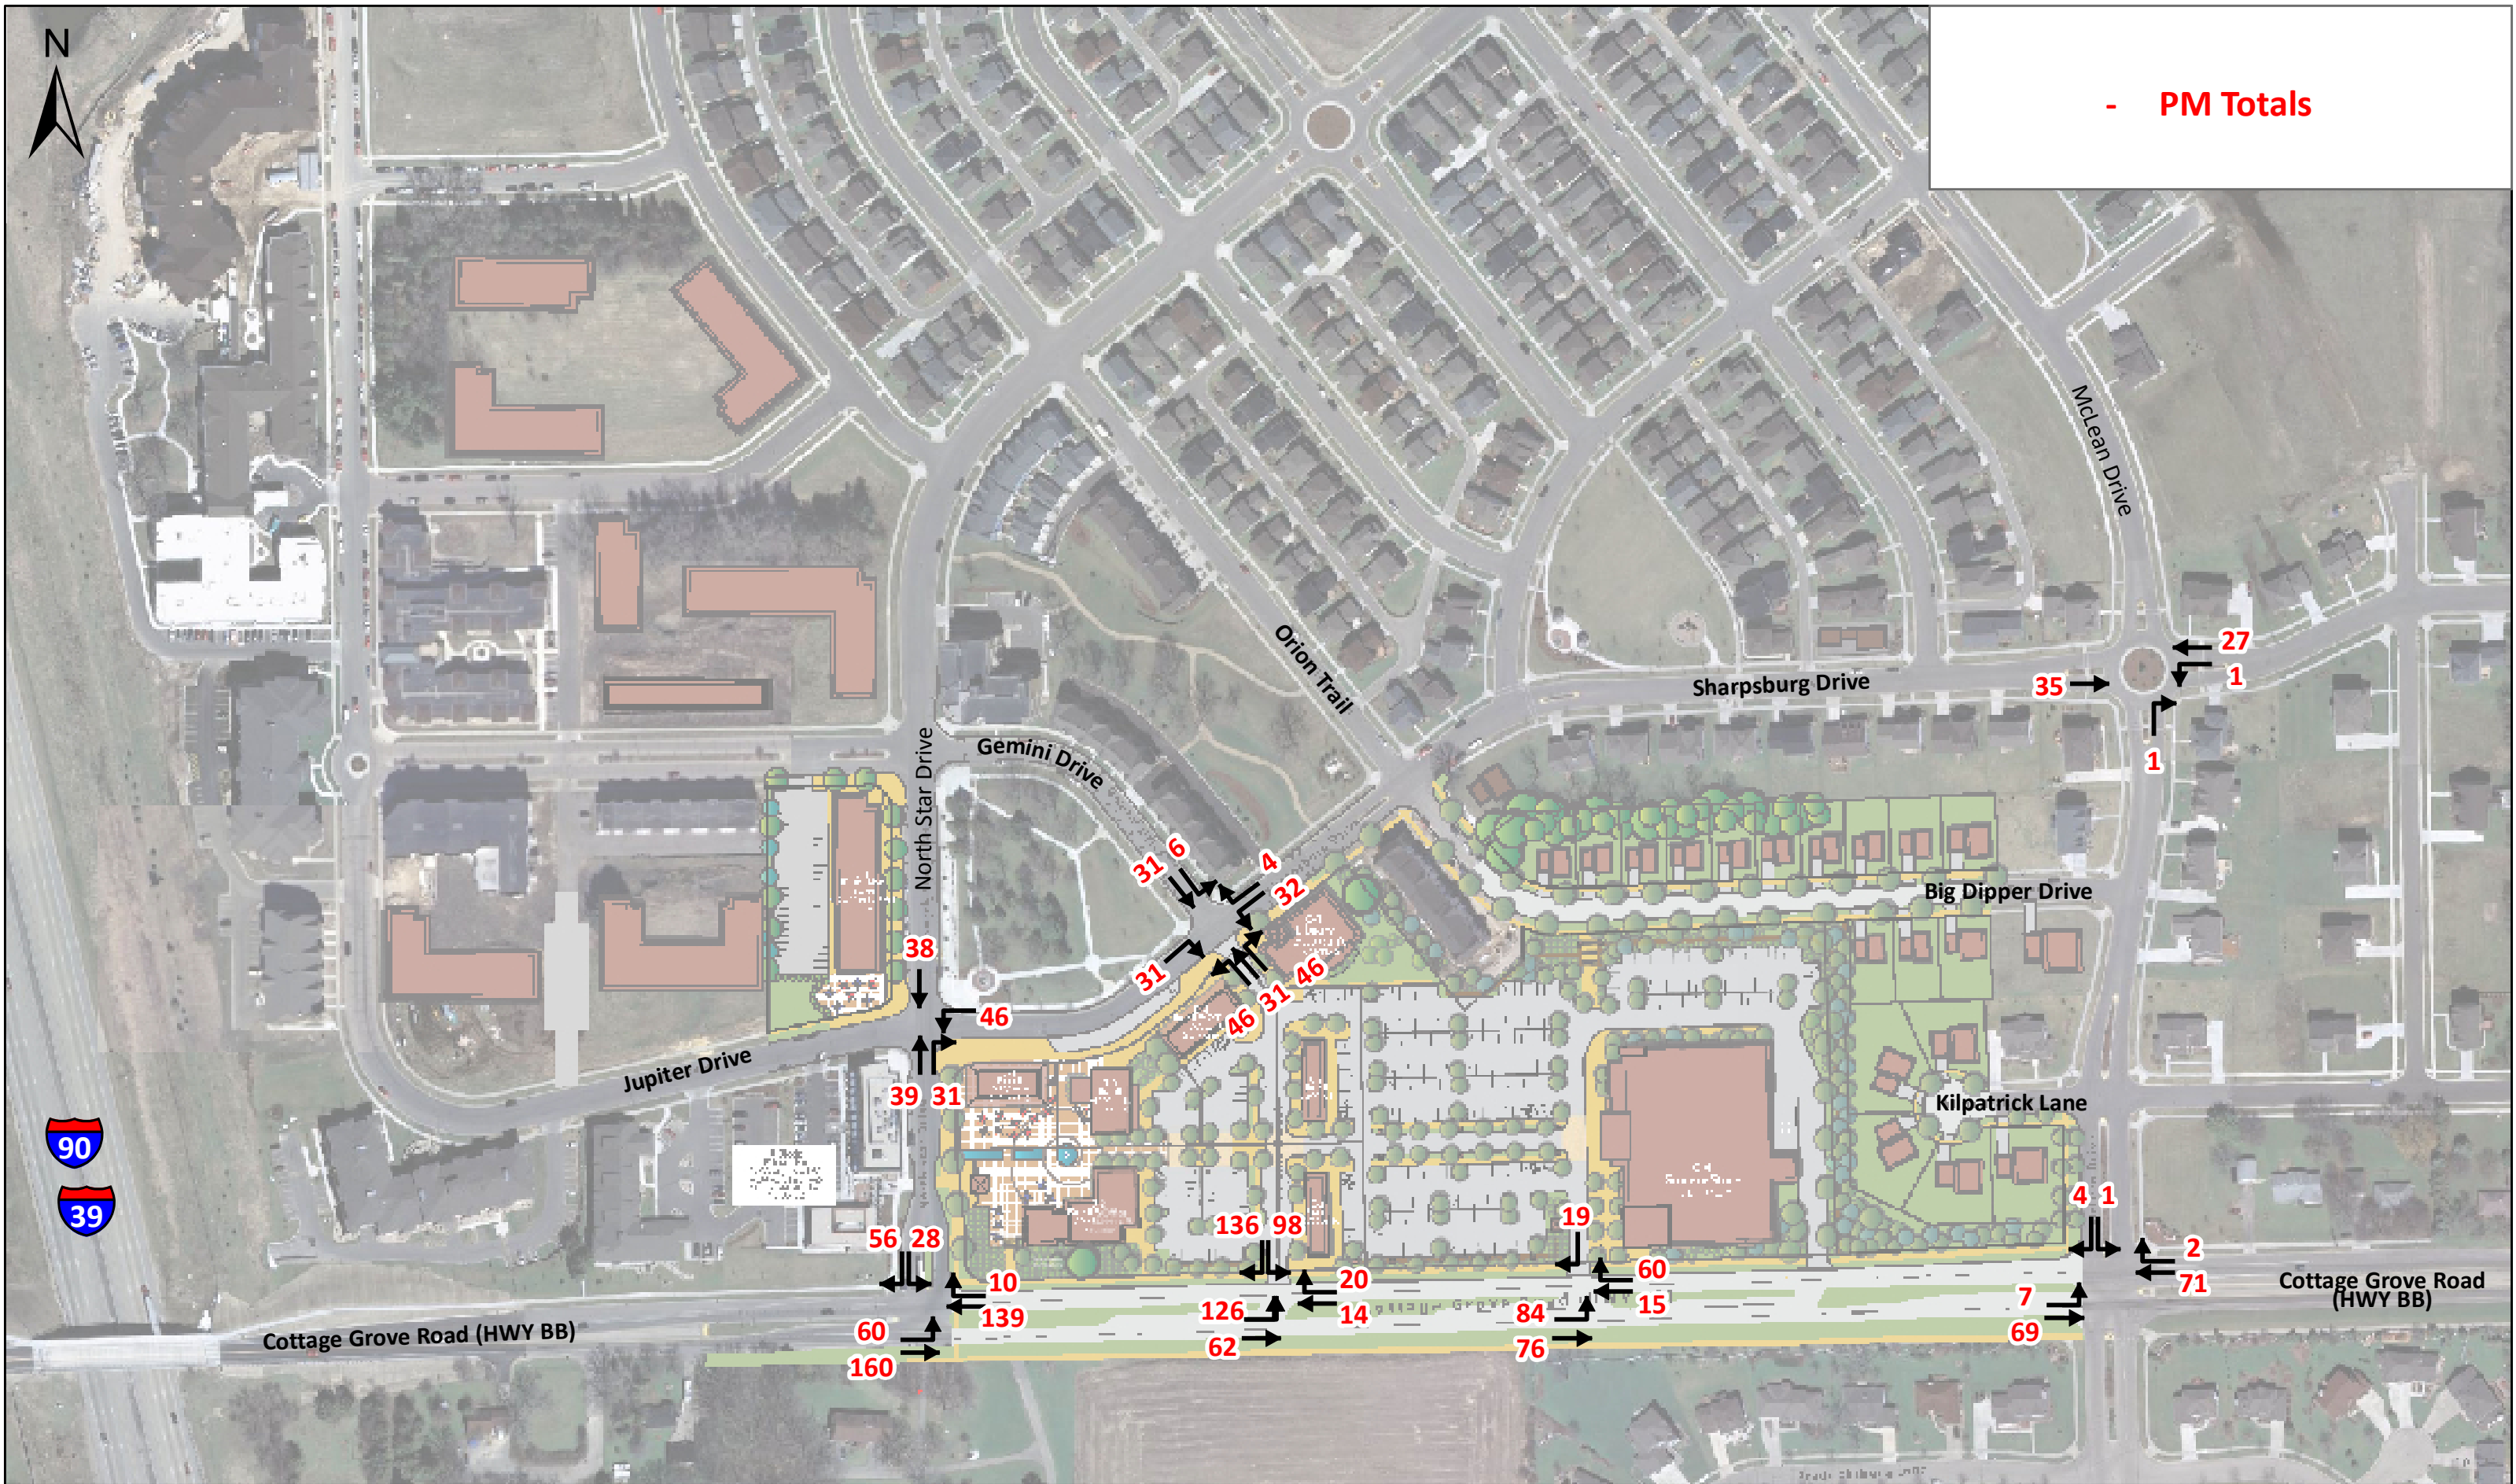 N
- PM Totals
McLean Drive
Orion Trail
27
Sharpsburg Drive
35
1
1
North Star Drive
Gemini Drive
31 6
4
32
Big Dipper Drive
38
31
46
31
46
46
Jupiter Drive
39 31
Kilpatrick Lane
90
39
56 28
136 98
19
4 1
10
139
20
14
60
15
2
71
Cottage Grove Road
(HWY BB)
60
160
126
62
84
76
7
69
Cottage Grove Road (HWY BB)